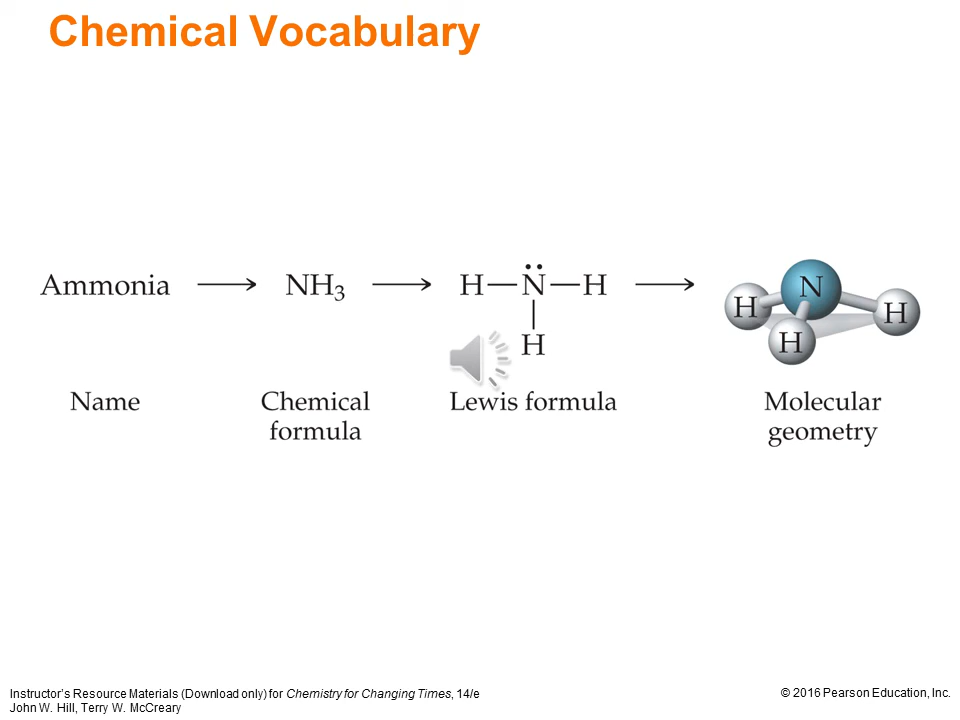 Chemical Vocabulary
Ammonia → NH₃ → H—N̈—H →
H
N
H
H
H
Name
Chemical
formula
Lewis formula
Molecular
geometry
Instructor's Resource Materials (Download only) for Chemistry for Changing Times, 14/e
John W. Hill, Terry W. McCreary
© 2016 Pearson Education, Inc.